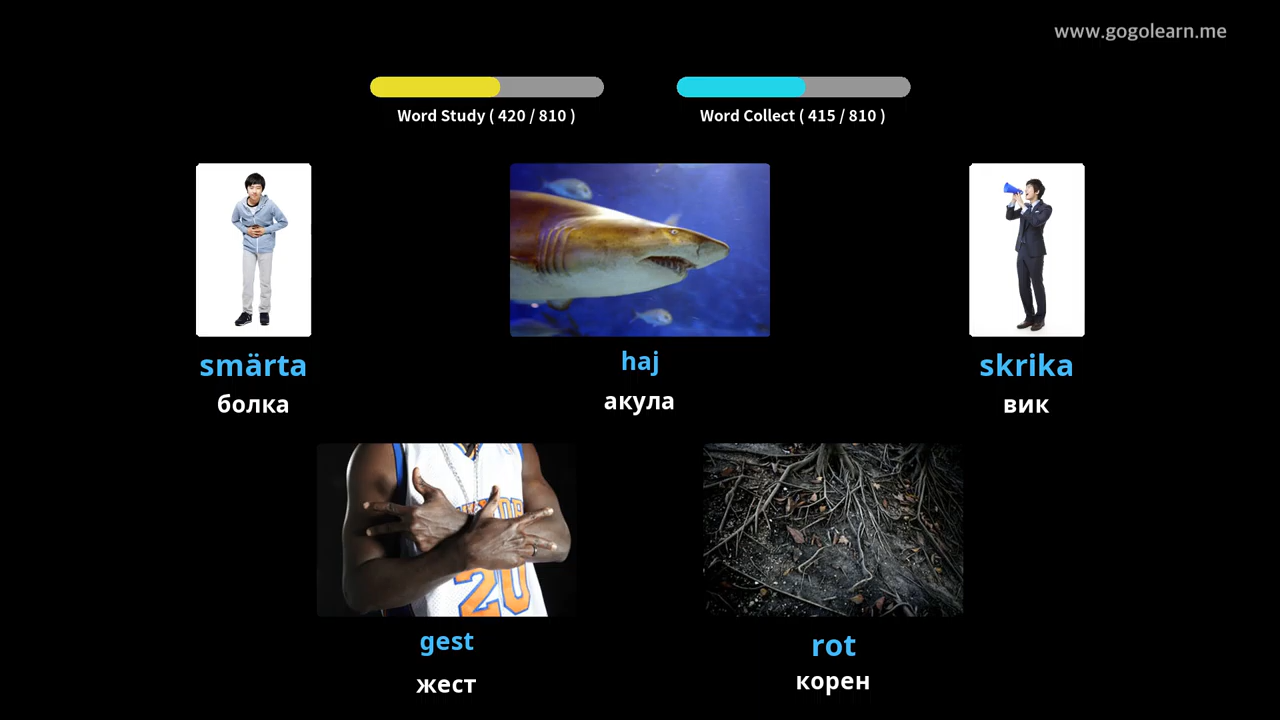 www.gogolearn.me
Word Study ( 420 / 810 )
Word Collect ( 415 / 810 )
smärta
болка
haj
акула
skrika
вик
20
gest
жест
rot
корен